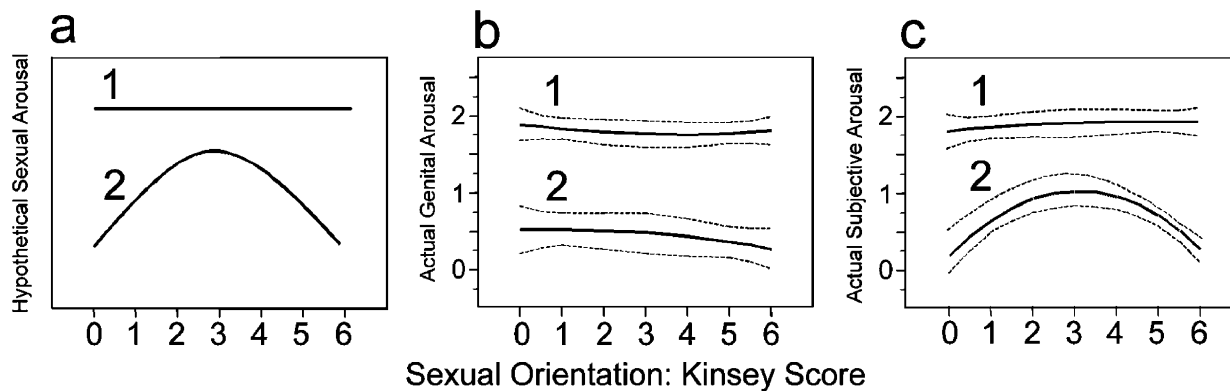 a
Hypothetical Sexual Arousal
1
2
0 1 2 3 4 5 6
b
Actual Genital Arousal
2
1
0
1
2
0 1 2 3 4 5 6
c
Actual Subjective Arousal
2
1
0
1
2
0 1 2 3 4 5 6
Sexual Orientation: Kinsey Score